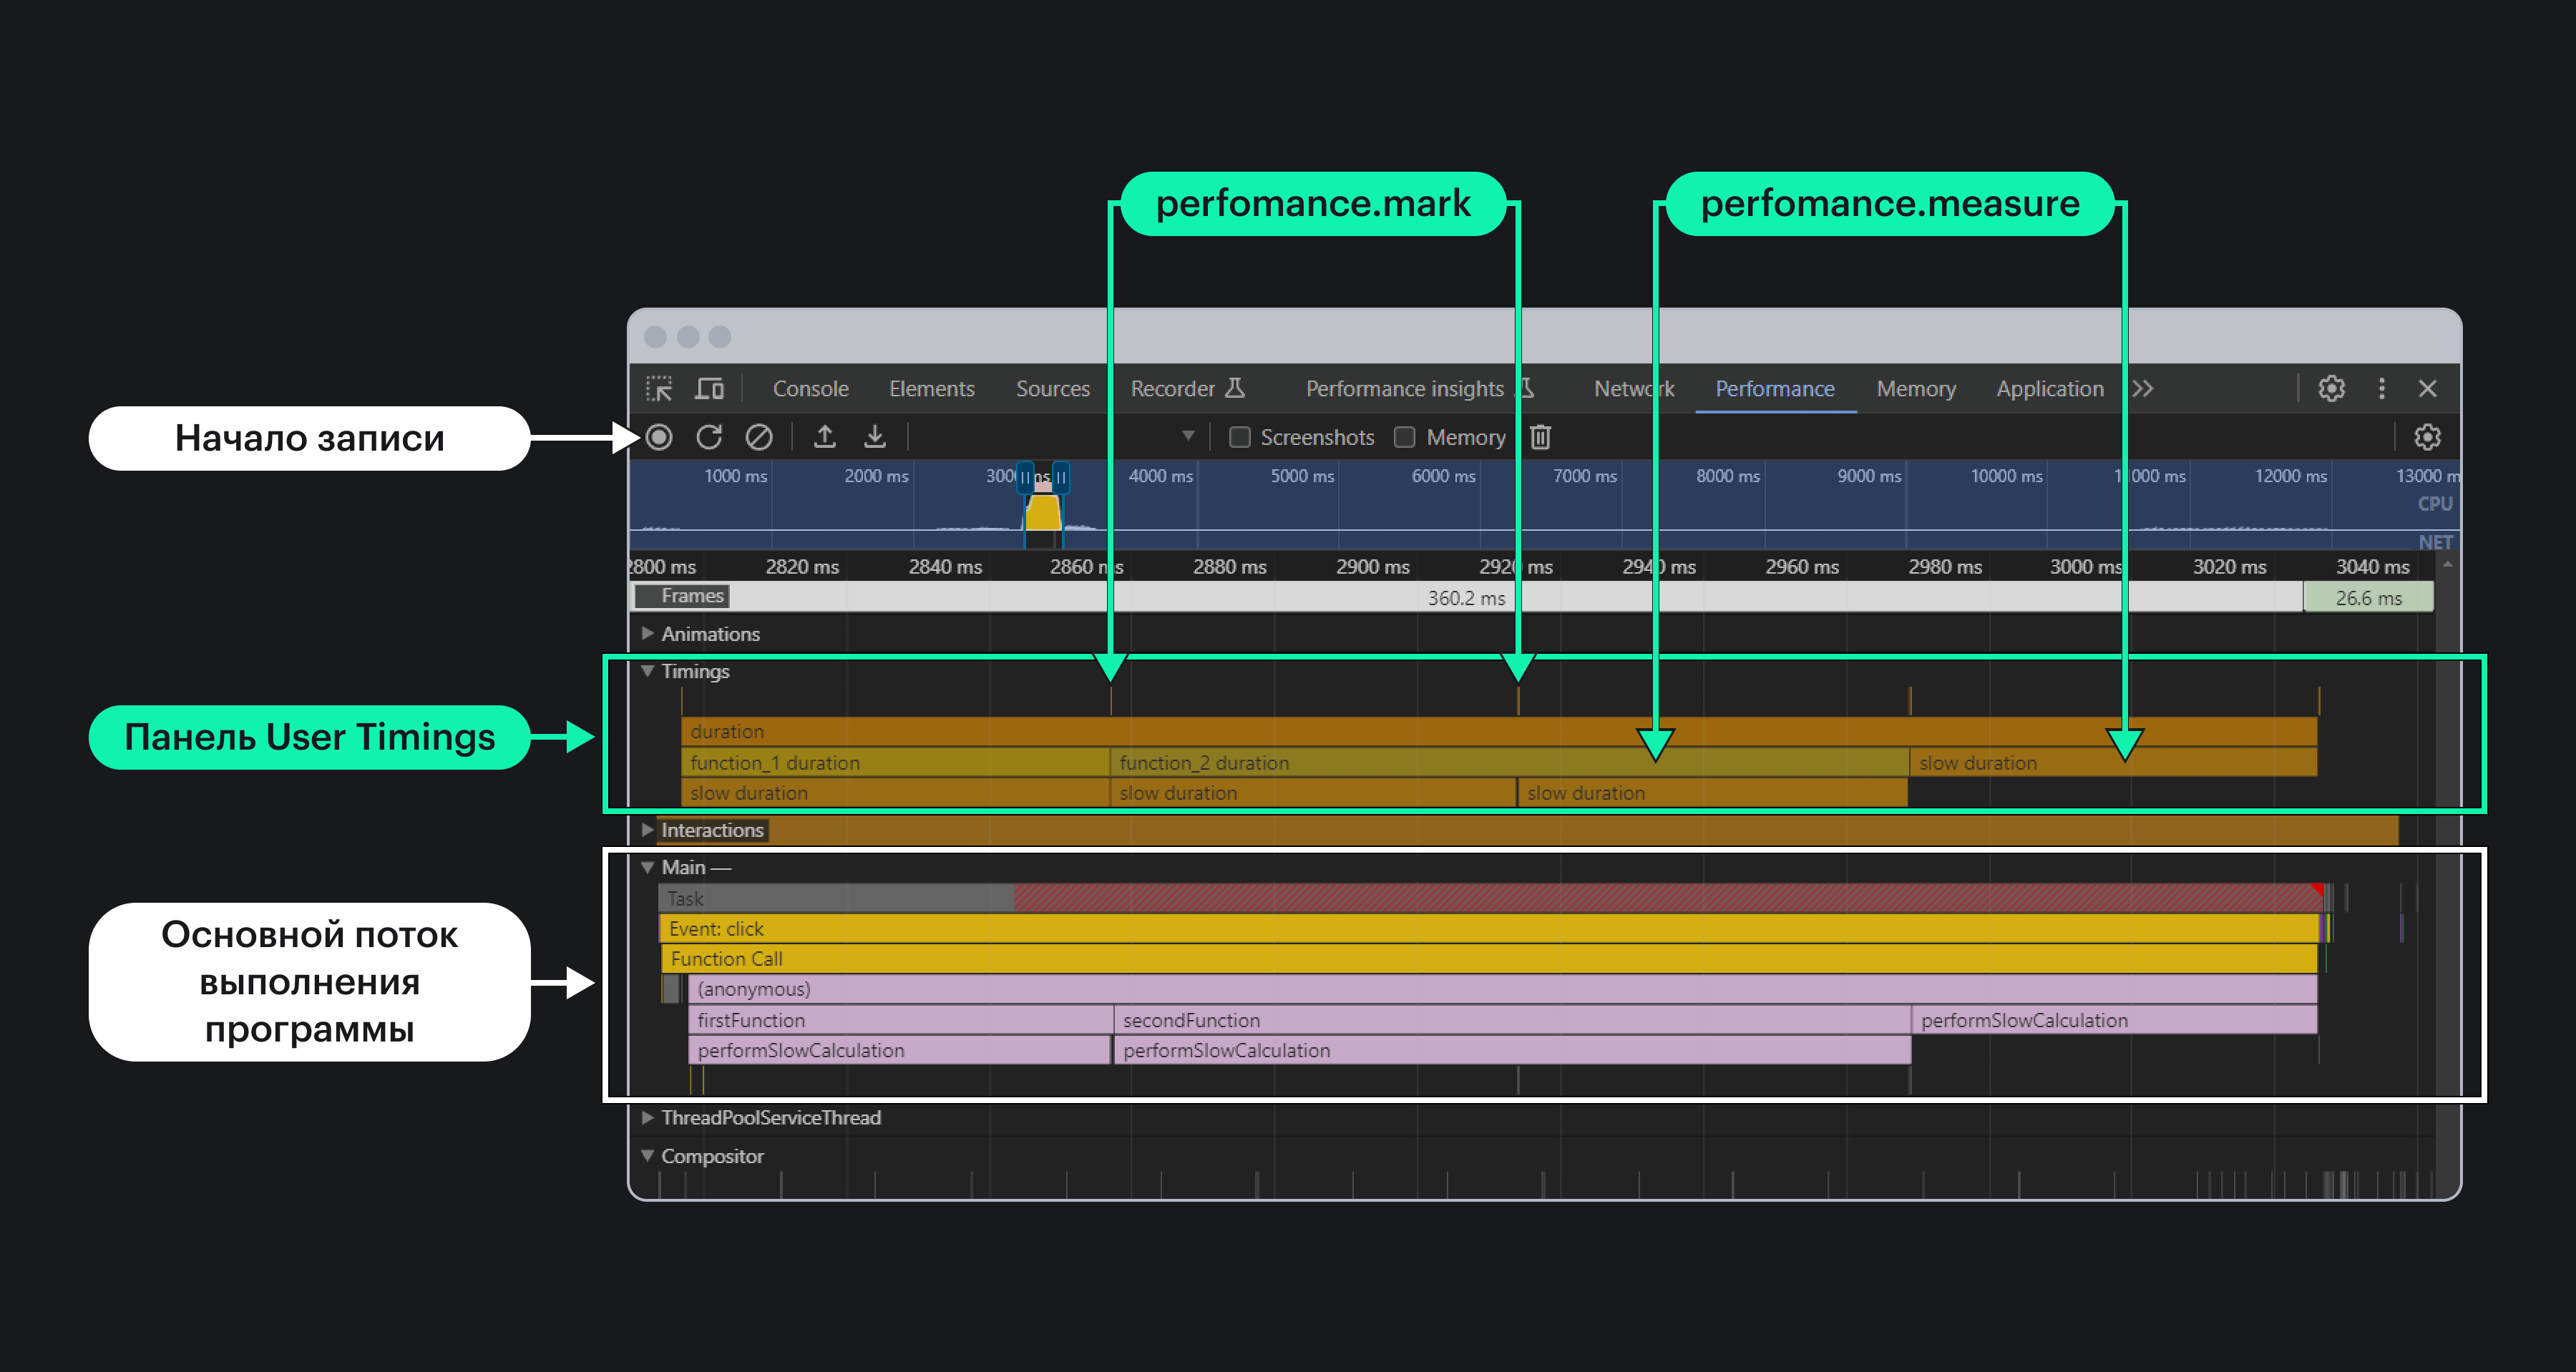 perfomance.mark
perfomance.measure
Console Elements Sources Recorder Performance insights Network Performance Memory Application
Начало записи
Screenshots Memory
1000 ms 2000 ms 3000 ms 4000 ms 5000 ms 6000 ms 7000 ms 8000 ms 9000 ms 10000 ms 11000 ms 12000 ms 13000 m
CPU
NET
2800 ms 2820 ms 2840 ms 2860 ms 2880 ms 2900 ms 2920 ms 2940 ms 2960 ms 2980 ms 3000 ms 3020 ms 3040 ms
Frames 360.2 ms 26.6 ms
Animations
Timings
Панель User Timings
duration
function_1 duration function_2 duration slow duration
slow duration slow duration slow duration
Interactions
Main —
Task
Основной поток
выполнения
программы
Event: click
Function Call
(anonymous)
firstFunction secondFunction performSlowCalculation
performSlowCalculation performSlowCalculation
ThreadPoolServiceThread
Compositor